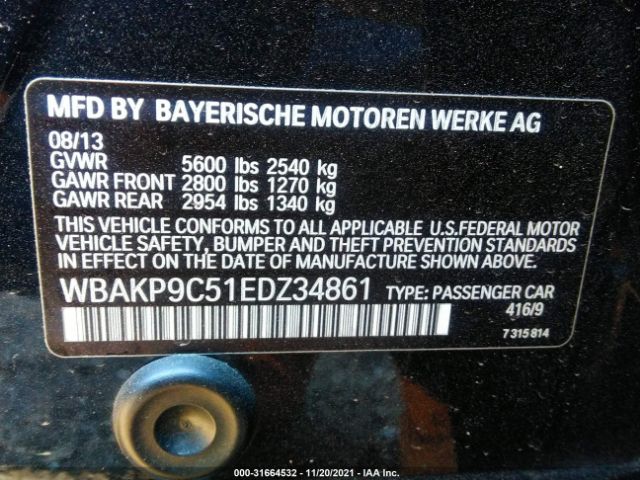 MFD BY BAYERISCHE MOTOREN WERKE AG
08/13
GVWR 5600 lbs 2540 kg
GAWR FRONT 2800 lbs 1270 kg
GAWR REAR 2954 lbs 1340 kg
THIS VEHICLE CONFORMS TO ALL APPLICABLE U.S.FEDERAL MOTOR
VEHICLE SAFETY, BUMPER AND THEFT PREVENTION STANDARDS
IN EFFECT ON THE DATE OF MANUFACTURE SHOWN ABOVE.
WBAKP9C51EDZ34861 TYPE: PASSENGER CAR
416/9
7315814
000-31664532 - 11/20/2021 - IAA Inc.